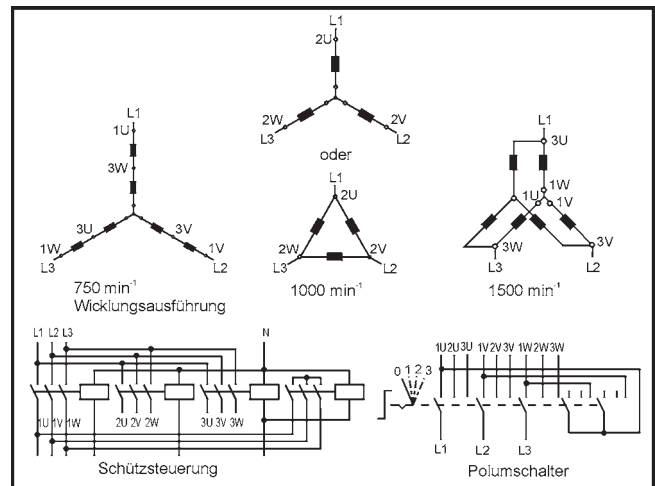 L1
2U
2W
2V
L3
L2
oder
L1
1U
3W
3U
3V
1W
1V
L3
L2
750 min-1
Wicklungsausführung
L1
2U
2W
2V
L3
L2
1000 min-1
L1
3U
1W
1U
1V
3W
3V
L3
L2
1500 min-1
L1 L2 L3
N
1U 1V 1W
2U 2V 2W
3U 3V 3W
Schützsteuerung
0 1 2 3
1U 2U 3U 1V 2V 3V 1W 2W 3W
L1 L2 L3
Polumschalter